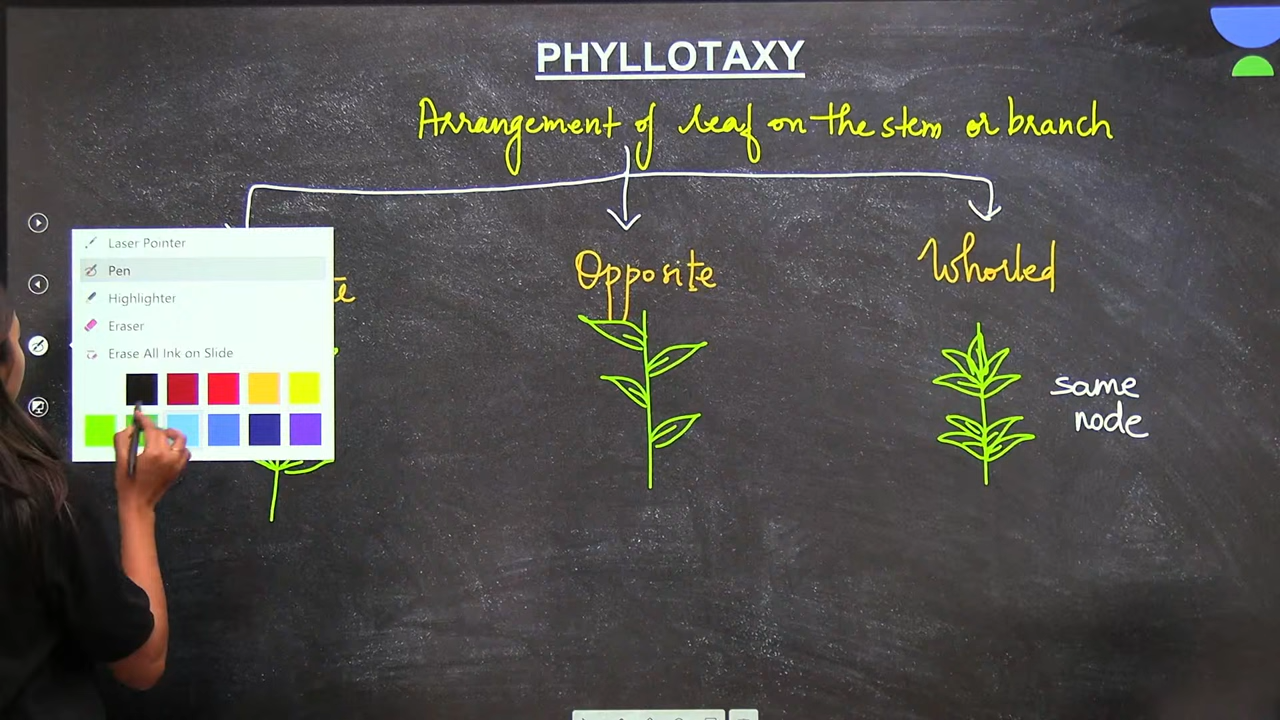 PHYLLOTAXY
Arrangement of leaf on the stem or branch
Laser Pointer
Pen
Highlighter
Eraser
Erase All Ink on Slide
Opposite
Whorled
same
node